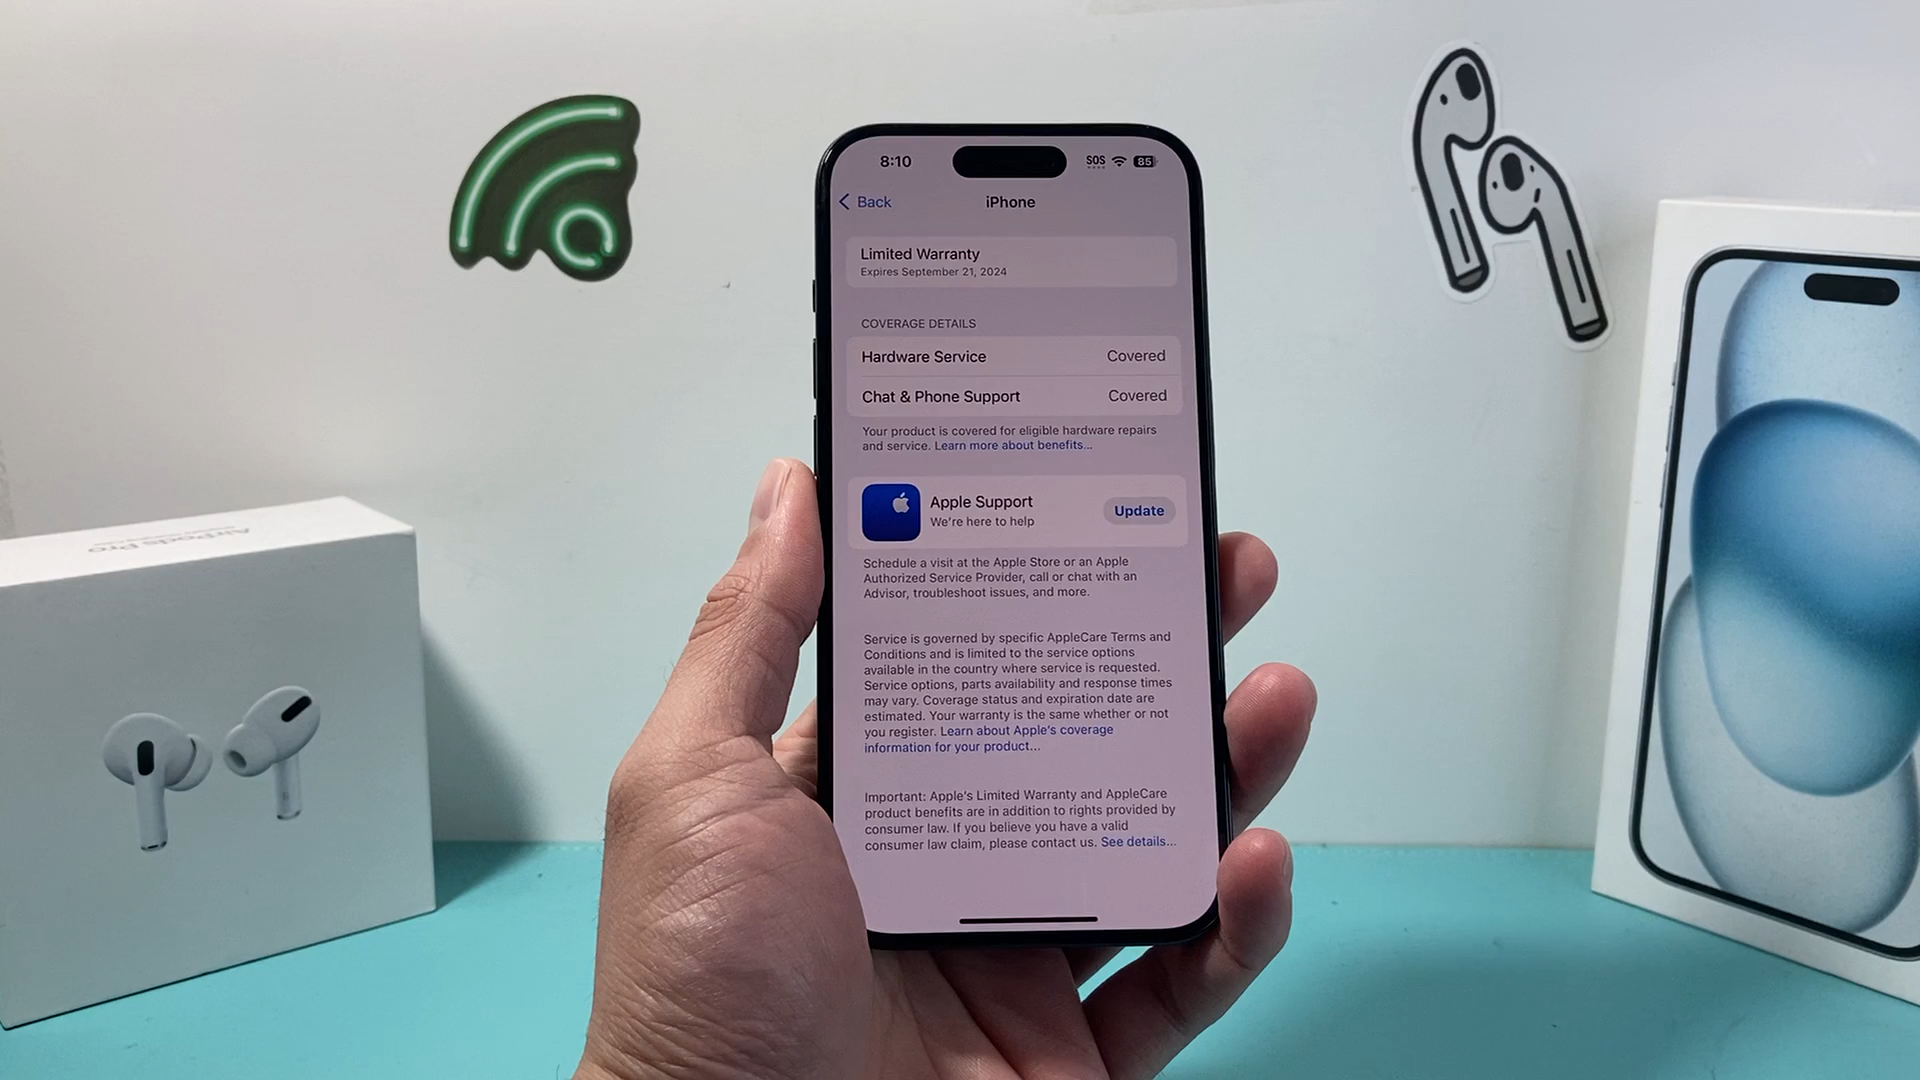 8:10 SOS 85
Back iPhone
Limited Warranty
Expires September 21, 2024
COVERAGE DETAILS
Hardware Service Covered
Chat & Phone Support Covered
Your product is covered for eligible hardware repairs
and service. Learn more about benefits...
Apple Support
We're here to help
Update
Schedule a visit at the Apple Store or an Apple
Authorized Service Provider, call or chat with an
Advisor, troubleshoot issues, and more.
Service is governed by specific AppleCare Terms and
Conditions and is limited to the service options
available in the country where service is requested.
Service options, parts availability and response times
may vary. Coverage status and expiration date are
estimated. Your warranty is the same whether or not
you register. Learn about Apple's coverage
information for your product...
Important: Apple's Limited Warranty and AppleCare
product benefits are in addition to rights provided by
consumer law. If you believe you have a valid
consumer law claim, please contact us. See details...
AirPods Pro